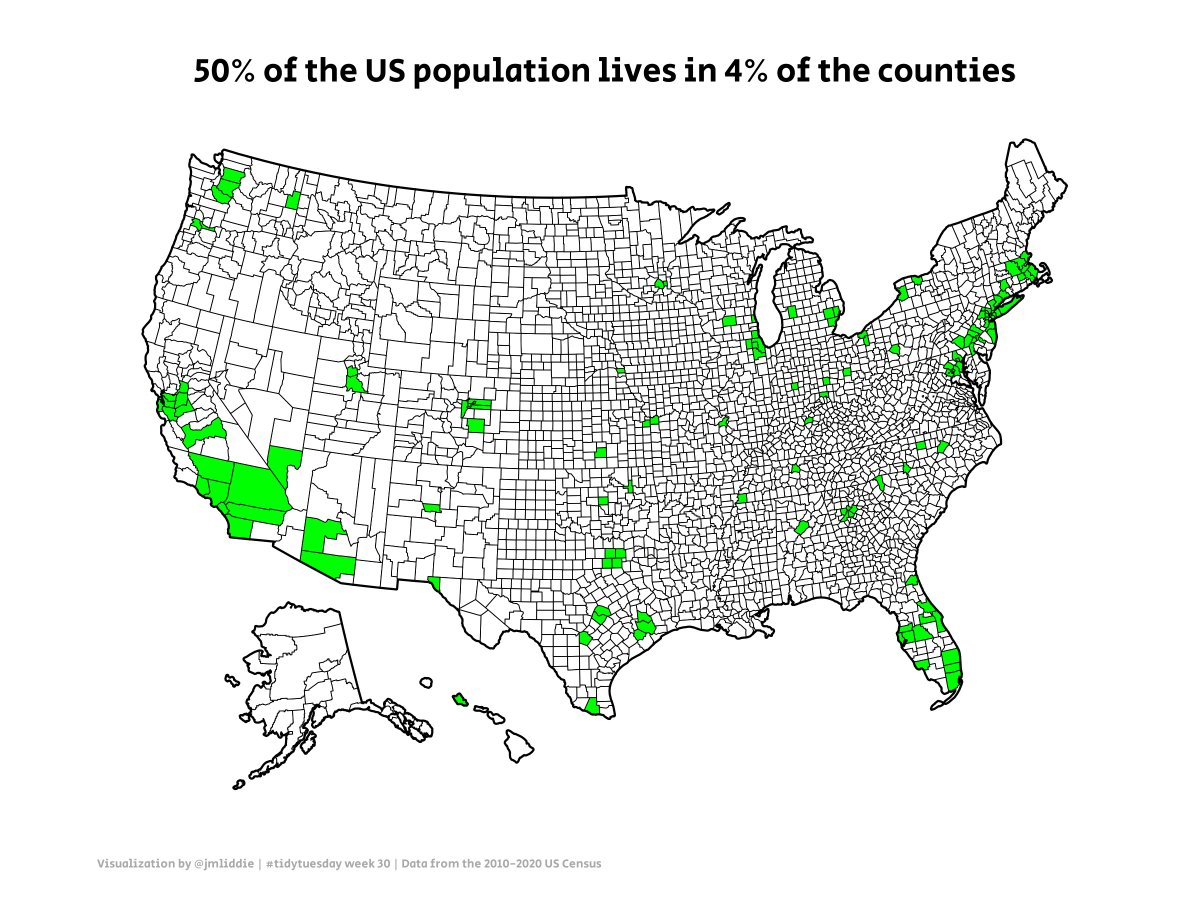 50% of the US population lives in 4% of the counties
Visualization by @jmliddie | #tidytuesday week 30 | Data from the 2010–2020 US Census